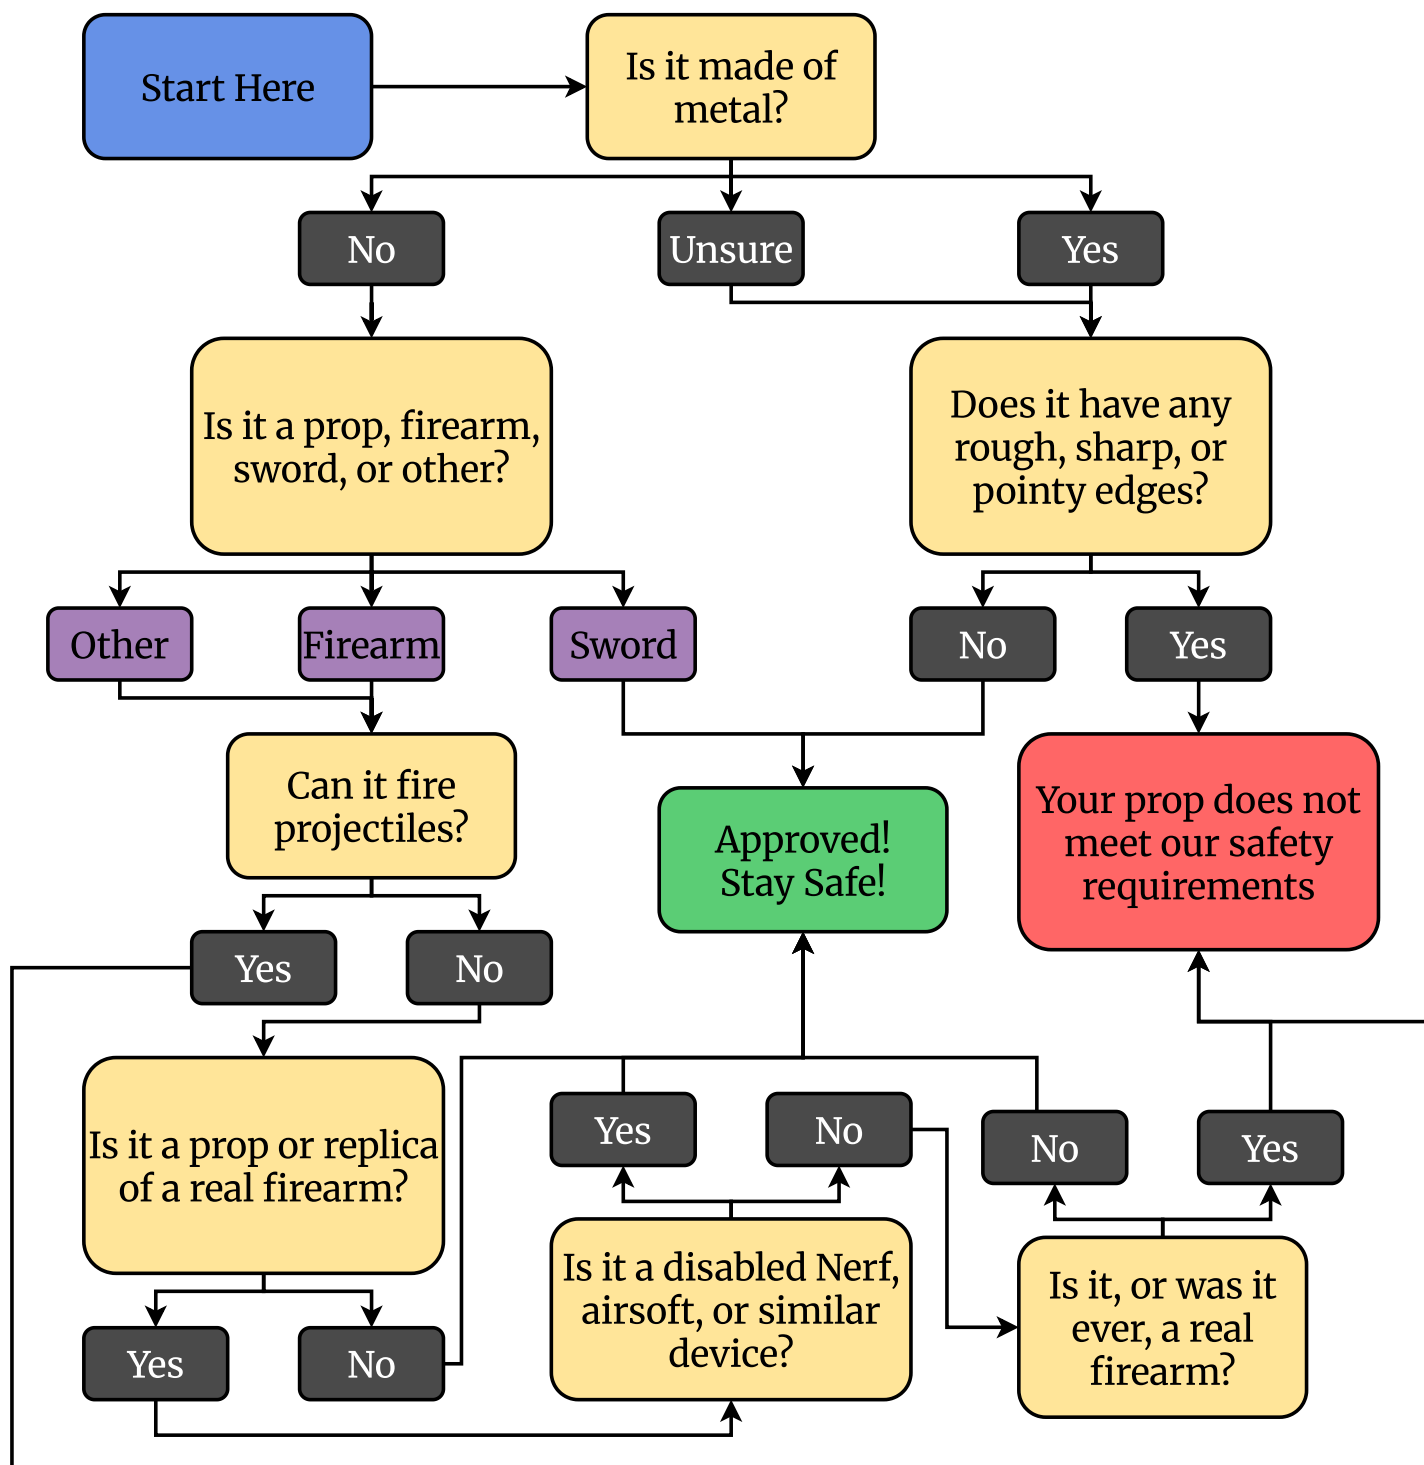 Start Here
Is it made of
metal?
No
Unsure
Yes
Is it a prop, firearm,
sword, or other?
Does it have any
rough, sharp, or
pointy edges?
Other
Firearm
Sword
No
Yes
Can it fire
projectiles?
Approved!
Stay Safe!
Your prop does not
meet our safety
requirements
Yes
No
Is it a prop or replica
of a real firearm?
Yes
No
No
Yes
Is it a disabled Nerf,
airsoft, or similar
device?
Is it, or was it
ever, a real
firearm?
Yes
No